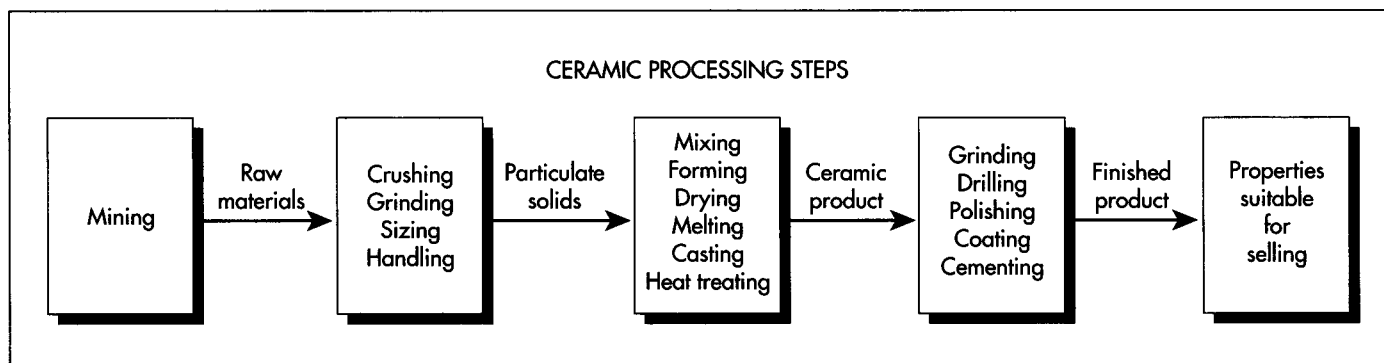 CERAMIC PROCESSING STEPS
Mining
Raw
materials
Crushing
Grinding
Sizing
Handling
Particulate
solids
Mixing
Forming
Drying
Melting
Casting
Heat treating
Ceramic
product
Grinding
Drilling
Polishing
Coating
Cementing
Finished
product
Properties
suitable
for
selling